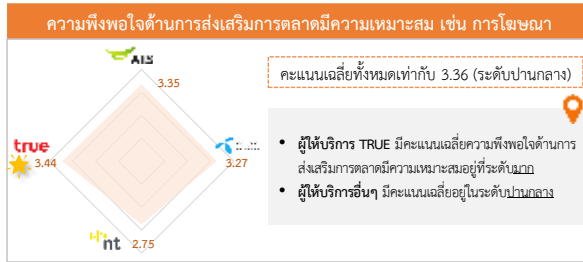 ความพึงพอใจด้านการส่งเสริมการตลาดมีความเหมาะสม เช่น การโฆษณา
AIS
3.35
คะแนนเฉลี่ยทั้งหมดเท่ากับ 3.36 (ระดับปานกลาง)
true
3.44
3.27
• ผู้ให้บริการ TRUE มีคะแนนเฉลี่ยความพึงพอใจด้านการ
ส่งเสริมการตลาดมีความเหมาะสมอยู่ที่ระดับมาก
• ผู้ให้บริการอื่นๆ มีคะแนนเฉลี่ยอยู่ในระดับปานกลาง
nt
2.75